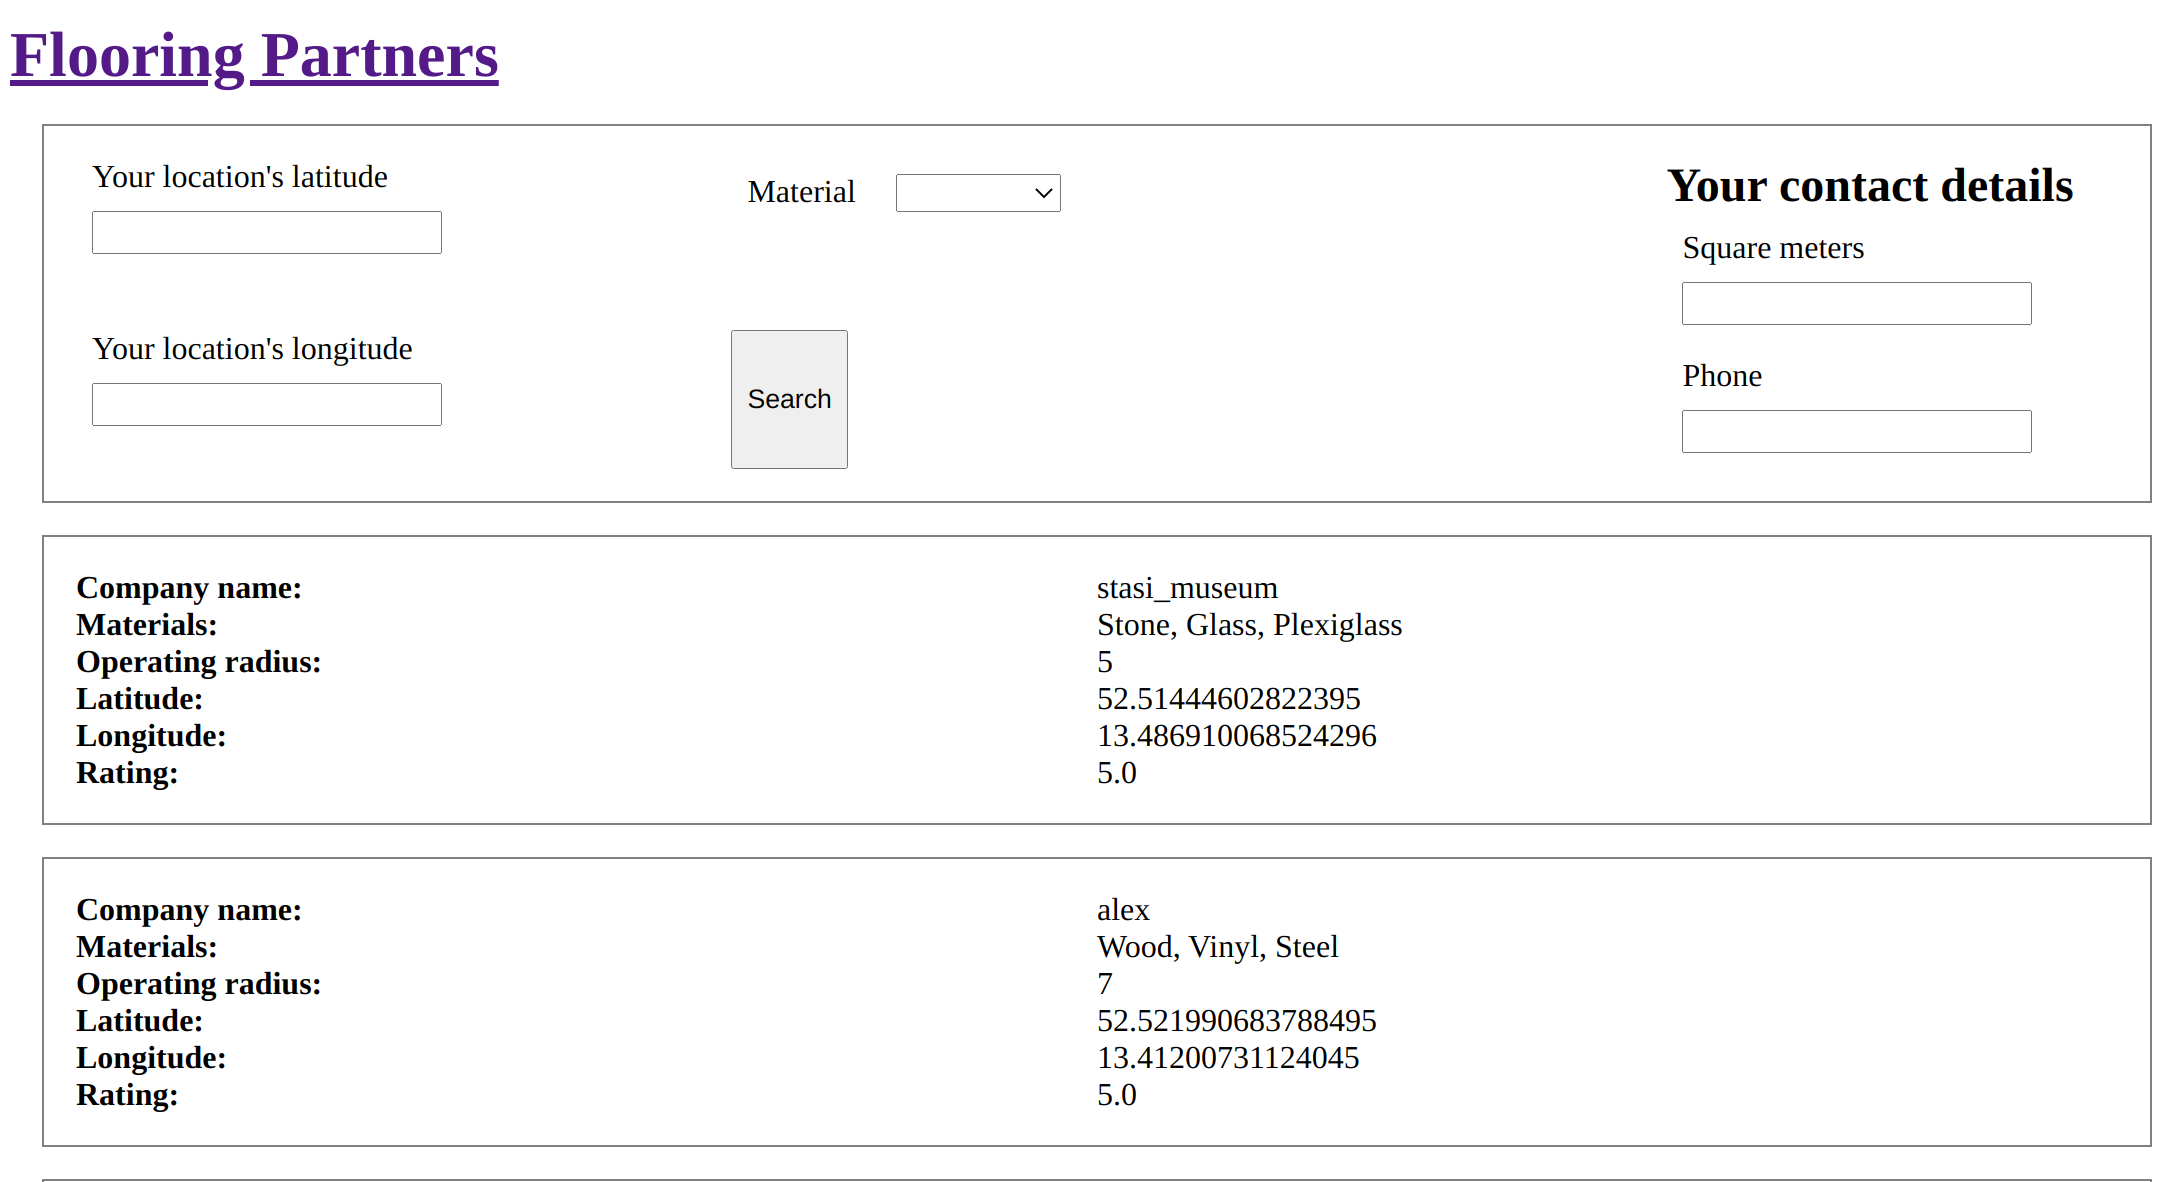 Flooring Partners
Your location's latitude
Material
Your location's longitude
Search
Your contact details
Square meters
Phone
Company name: stasi_museum
Materials: Stone, Glass, Plexiglass
Operating radius: 5
Latitude: 52.51444602822395
Longitude: 13.486910068524296
Rating: 5.0
Company name: alex
Materials: Wood, Vinyl, Steel
Operating radius: 7
Latitude: 52.521990683788495
Longitude: 13.41200731124045
Rating: 5.0